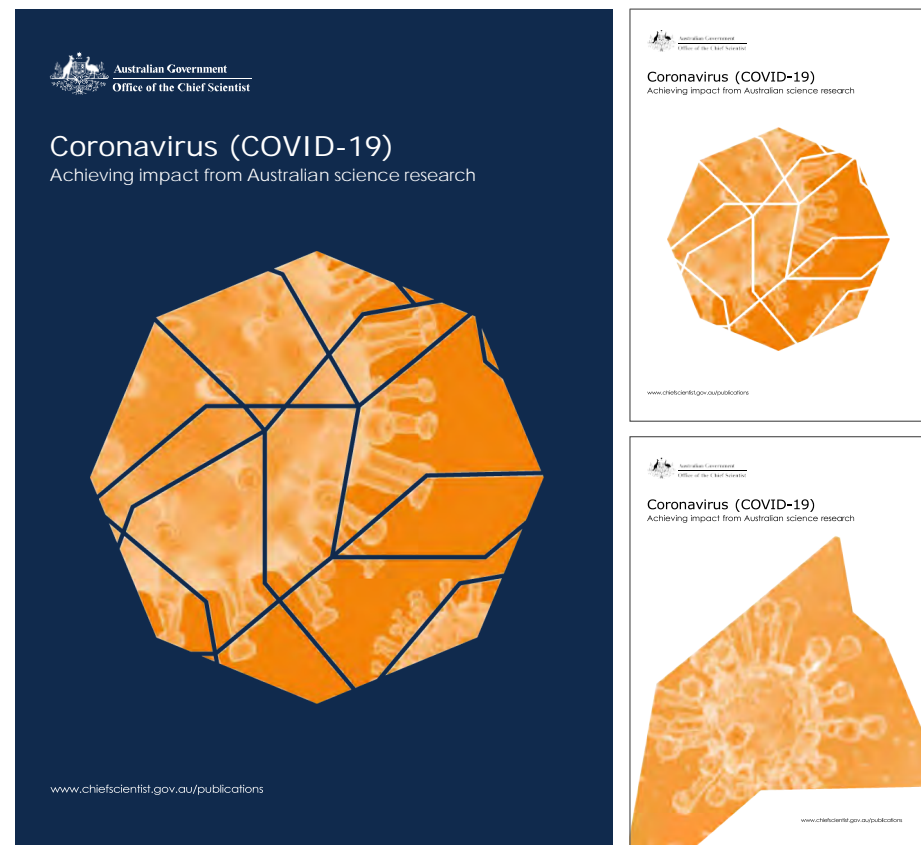 Australian Government
Office of the Chief Scientist
Coronavirus (COVID-19)
Achieving impact from Australian science research
www.chiefscientist.gov.au/publications
Australian Government
Office of the Chief Scientist
Coronavirus (COVID-19)
Achieving impact from Australian science research
www.chiefscientist.gov.au/publications
Australian Government
Office of the Chief Scientist
Coronavirus (COVID-19)
Achieving impact from Australian science research
www.chiefscientist.gov.au/publications